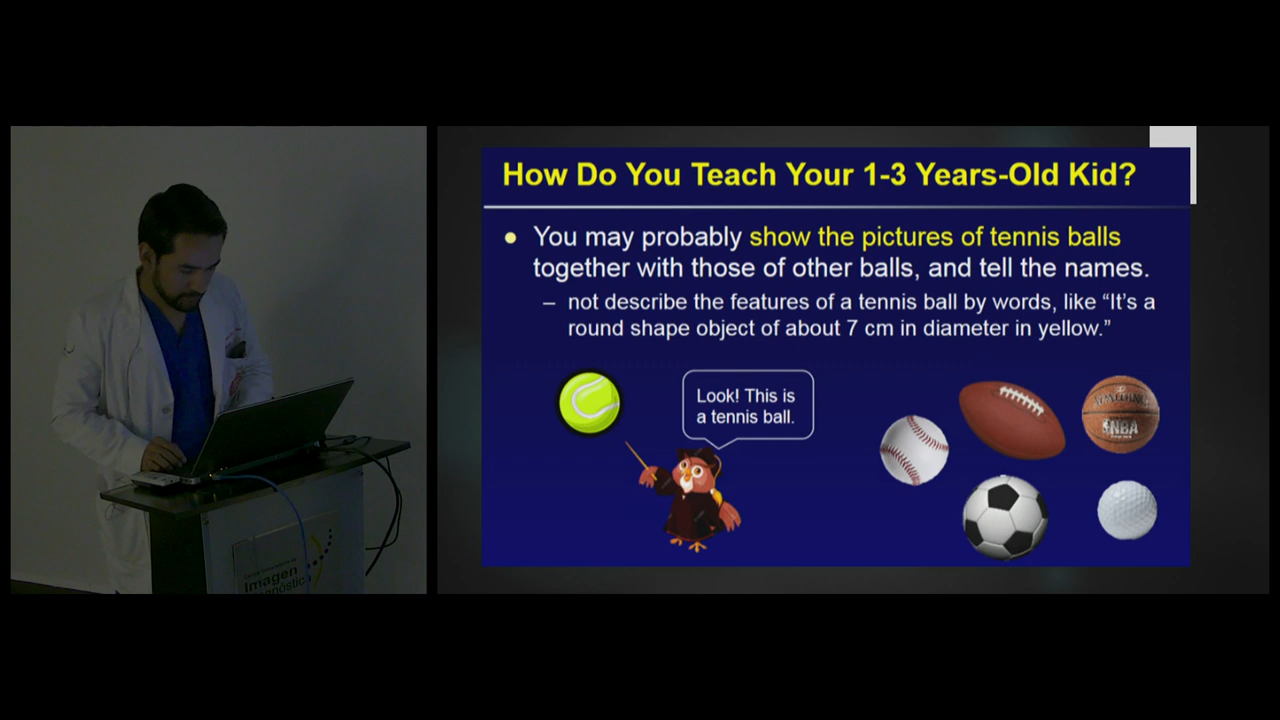 How Do You Teach Your 1-3 Years-Old Kid?
● You may probably show the pictures of tennis balls
together with those of other balls, and tell the names.
– not describe the features of a tennis ball by words, like “It’s a
round shape object of about 7 cm in diameter in yellow.”
Look! This is
a tennis ball.
SPALDING
NBA
Imagen